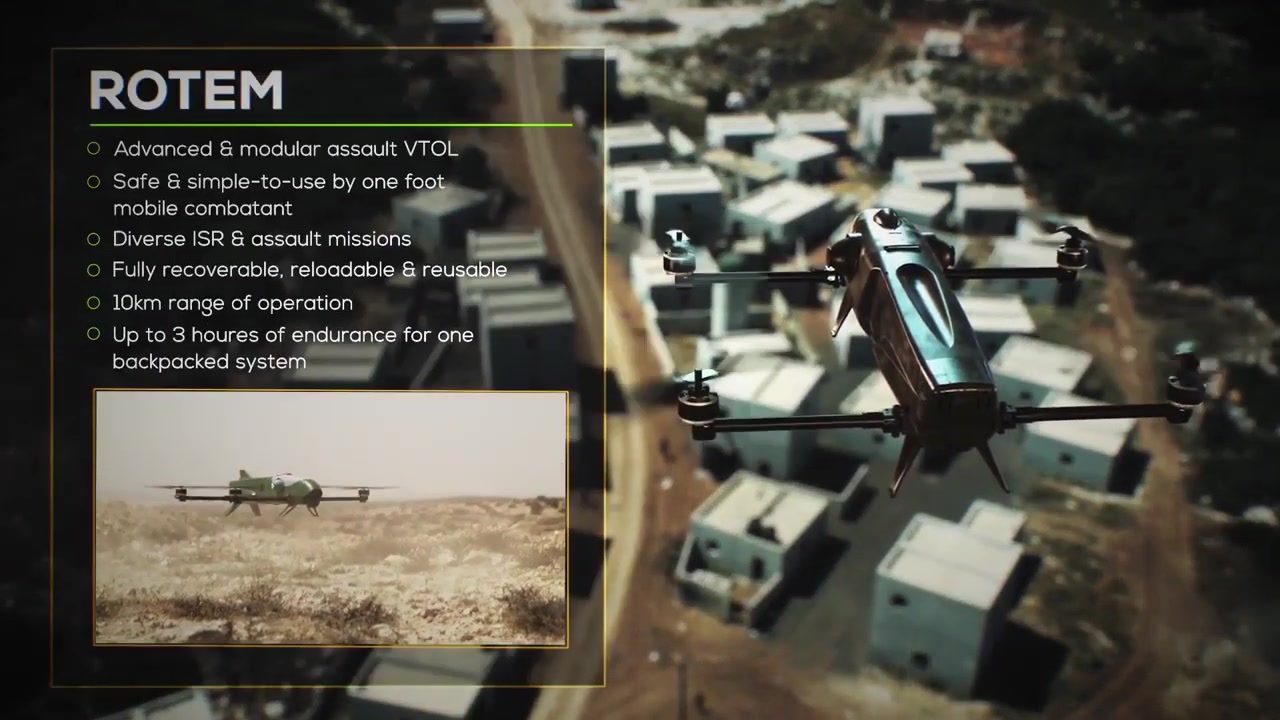 ROTEM
Advanced & modular assault VTOL
Safe & simple-to-use by one foot
mobile combatant
Diverse ISR & assault missions
Fully recoverable, reloadable & reusable
10km range of operation
Up to 3 houres of endurance for one
backpacked system